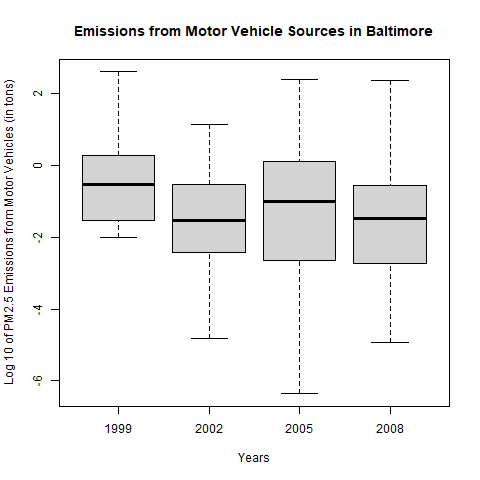 Emissions from Motor Vehicle Sources in Baltimore
Log 10 of PM2.5 Emissions from Motor Vehicles (in tons)
2
0
-2
-4
-6
1999 2002 2005 2008
Years